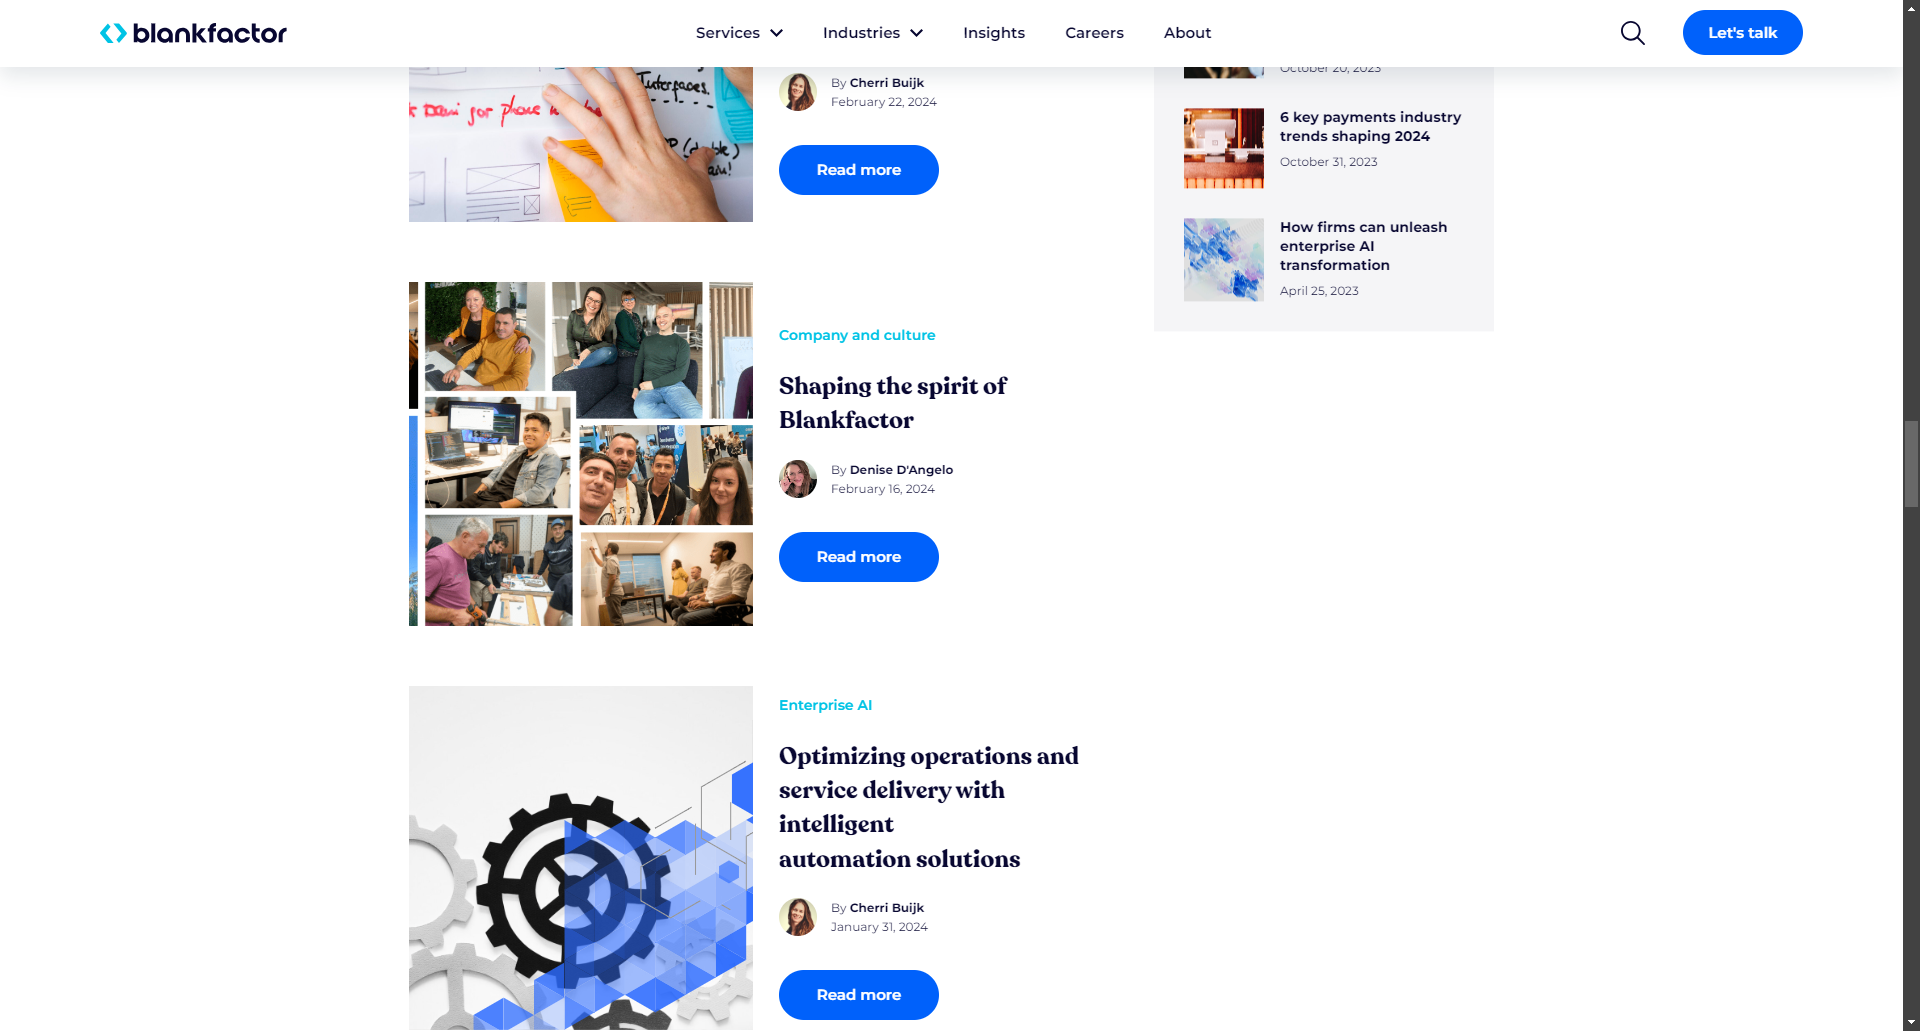 blankfactor
Services
Industries
Insights
Careers
About
Let's talk
Interfaces.
for phone
By Cherri Buijk
February 22, 2024
Read more
October 20, 2023
6 key payments industry
trends shaping 2024
October 31, 2023
How firms can unleash
enterprise AI
transformation
April 25, 2023
Company and culture
Shaping the spirit of
Blankfactor
By Denise D'Angelo
February 16, 2024
Read more
Enterprise AI
Optimizing operations and
service delivery with
intelligent
automation solutions
By Cherri Buijk
January 31, 2024
Read more